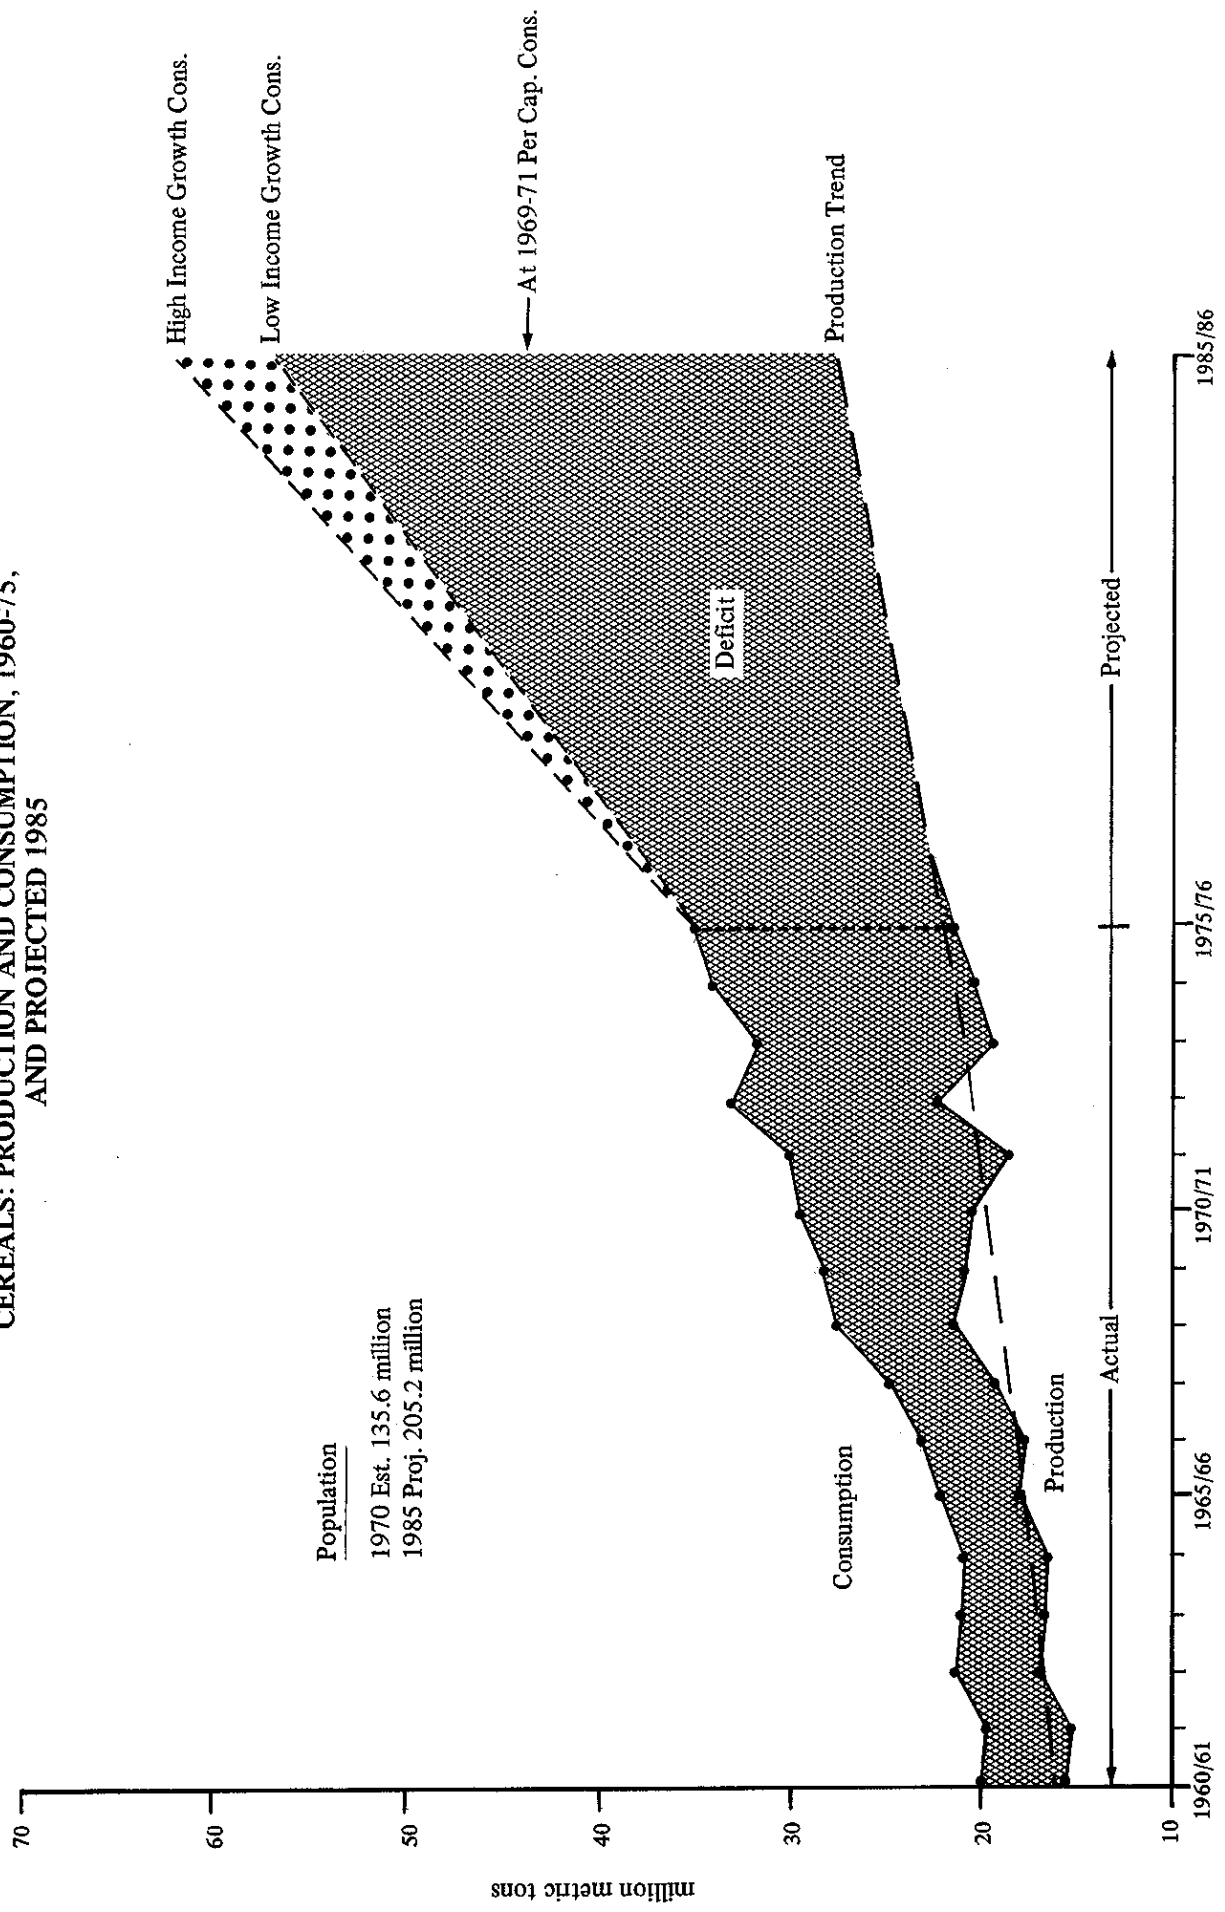 CEREALS: PRODUCTION AND CONSUMPTION, 1960-75,
AND PROJECTED 1985
70
60
50
40
30
20
10
million metric tons
High Income Growth Cons.
Low Income Growth Cons.
At 1969-71 Per Cap. Cons.
Production Trend
Deficit
Population
1970 Est. 135.6 million
1985 Proj. 205.2 million
Consumption
Production
Actual
Projected
1960/61
1965/66
1970/71
1975/76
1985/86